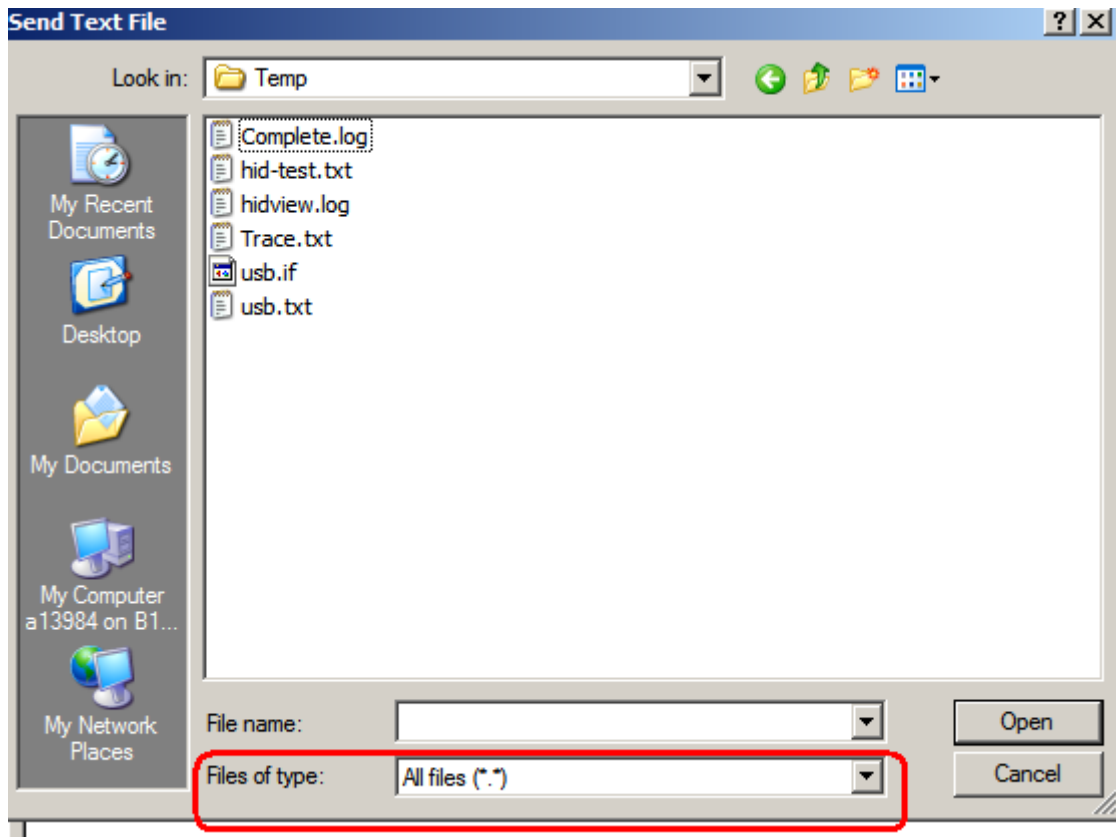 Send Text File
Look in:
Temp
Complete.log
hid-test.txt
hidview.log
Trace.txt
usb.if
usb.txt
My Recent
Documents
Desktop
My Documents
My Computer
a13984 on B1...
My Network
Places
File name:
Open
Files of type:
All files (*.*)
Cancel